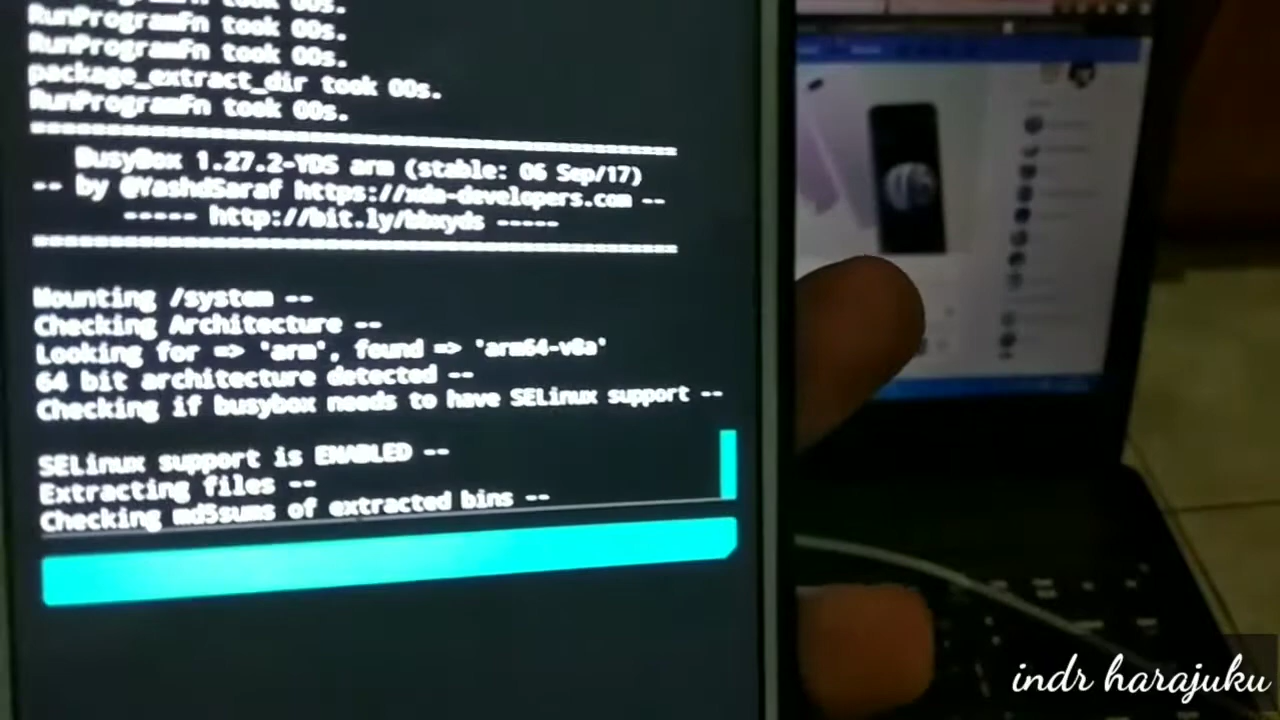 RunProgramFn took 00s.
RunProgramFn took 00s.
package_extract_dir took 00s.
RunProgramFn took 00s.
BusyBox 1.27.2-YDS arm (stable: 06 Sep/17)
-- by @YashdSaraf https://xda-developers.com --
----- http://bit.ly/bbxyds -----
Mounting /system --
Checking Architecture --
Looking for => 'arm', found => 'arm64-v8a'
64 bit architecture detected --
Checking if busybox needs to have SELinux support --
SELinux support is ENABLED --
Extracting files --
Checking md5sums of extracted bins --
indr harajuku